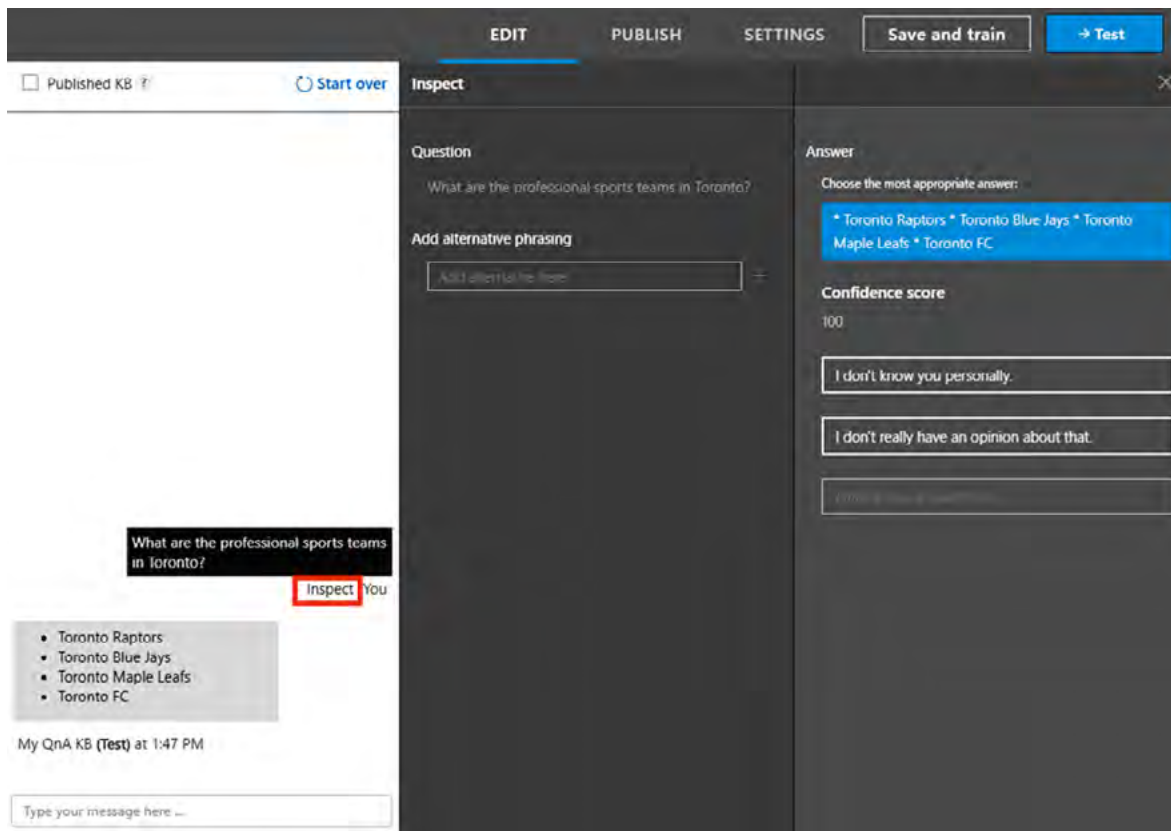 EDIT PUBLISH SETTINGS Save and train → Test
Published KB ? Start over
Inspect
Question
What are the professional sports teams in Toronto?
Add alternative phrasing
Add alternative here
+
Answer
Choose the most appropriate answer:
* Toronto Raptors * Toronto Blue Jays * Toronto
Maple Leafs * Toronto FC
Confidence score
100
I don't know you personally.
I don't really have an opinion about that.
What are the professional sports teams
in Toronto?
Inspect You
• Toronto Raptors
• Toronto Blue Jays
• Toronto Maple Leafs
• Toronto FC
My QnA KB (Test) at 1:47 PM
Type your message here ...